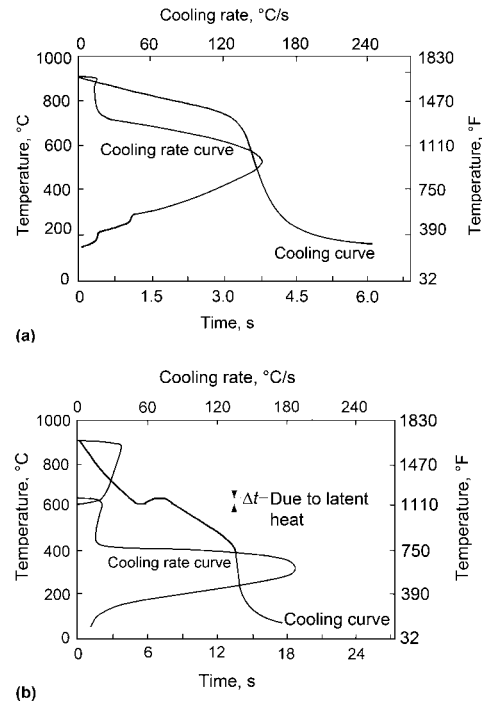 Cooling rate, °C/s
0 60 120 180 240
1000 1830
800 1470
600 1110
400 750
200 390
0 32
Temperature, °C
Temperature, °F
Cooling rate curve
Cooling curve
0 1.5 3.0 4.5 6.0
Time, s
(a)
Cooling rate, °C/s
0 60 120 180 240
1000 1830
800 1470
600 1110
400 750
200 390
0 32
Temperature, °C
Temperature, °F
Δt–Due to latent
heat
Cooling rate curve
Cooling curve
0 6 12 18 24
Time, s
(b)